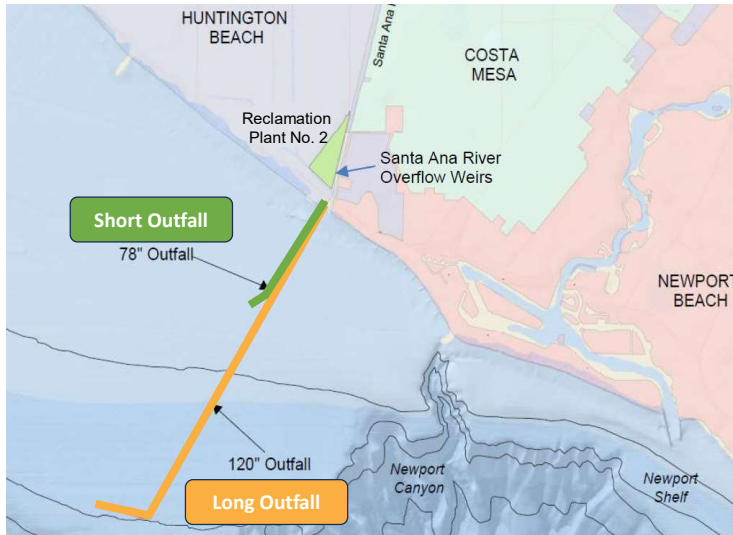 HUNTINGTON
BEACH
Santa Ana
COSTA
MESA
Reclamation
Plant No. 2
Santa Ana River
Overflow Weirs
Short Outfall
78" Outfall
NEWPORT
BEACH
120" Outfall
Long Outfall
Newport
Canyon
Newport
Shelf